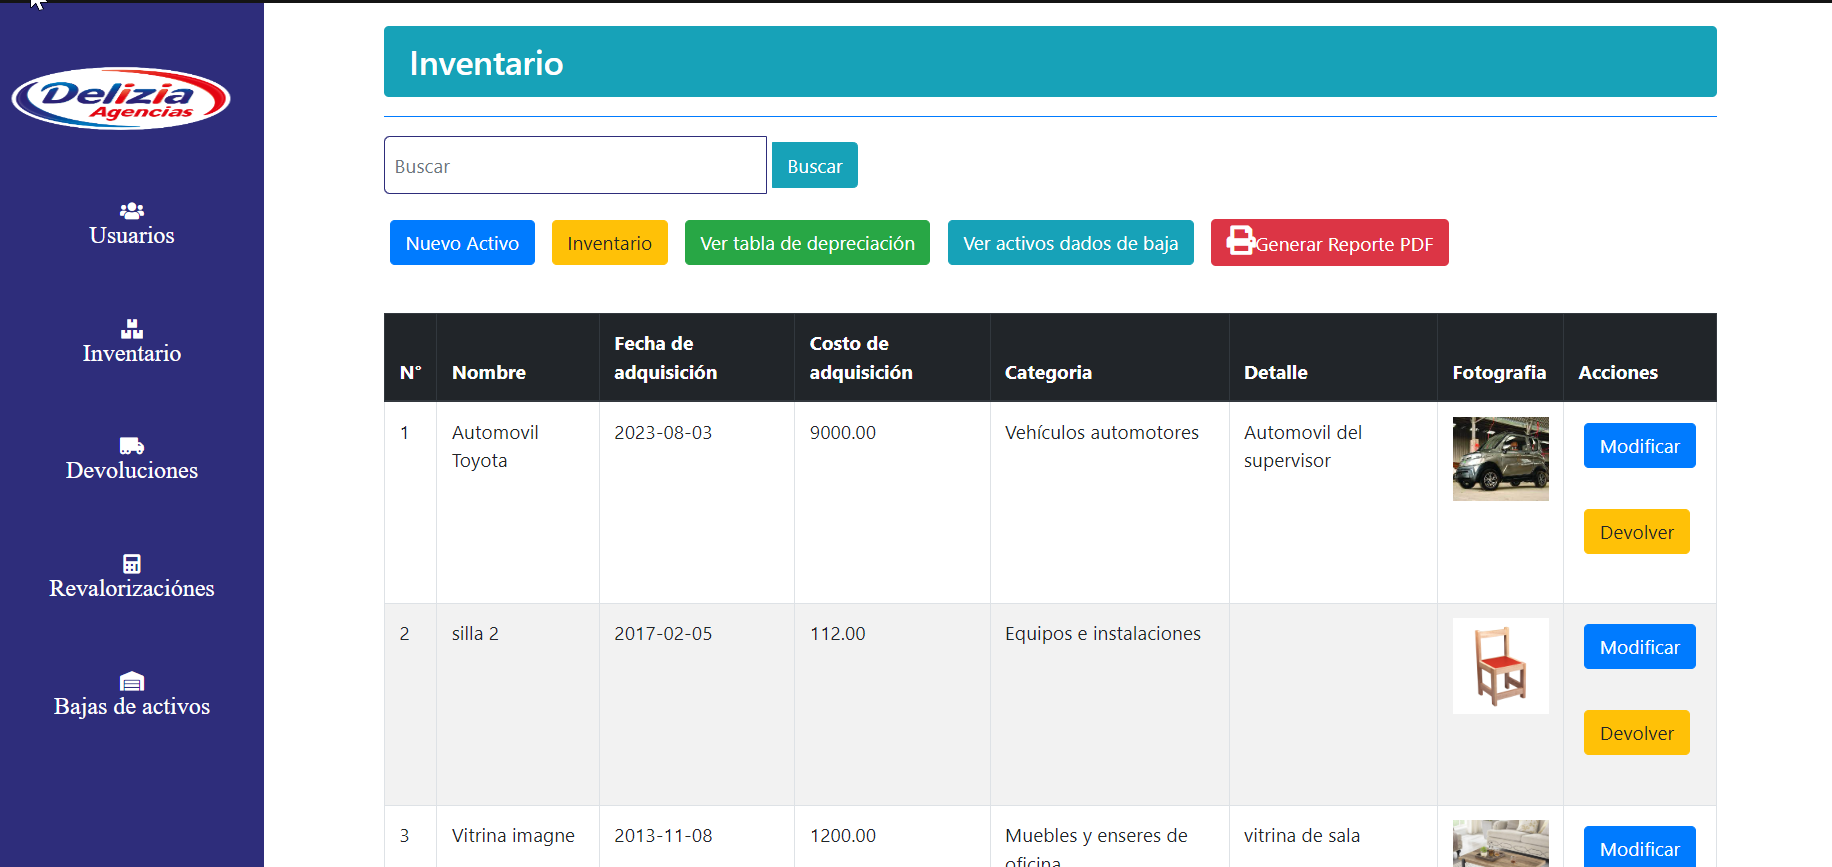 Delizia
Agencias
Usuarios
Inventario
Devoluciones
Revalorizaciónes
Bajas de activos
Inventario
Buscar
Buscar
Nuevo Activo
Inventario
Ver tabla de depreciación
Ver activos dados de baja
Generar Reporte PDF
N° Nombre Fecha de adquisición Costo de adquisición Categoria Detalle Fotografia Acciones
1 Automovil Toyota 2023-08-03 9000.00 Vehículos automotores Automovil del supervisor Modificar
Devolver
2 silla 2 2017-02-05 112.00 Equipos e instalaciones Modificar
Devolver
3 Vitrina imagne 2013-11-08 1200.00 Muebles y enseres de oficina vitrina de sala Modificar